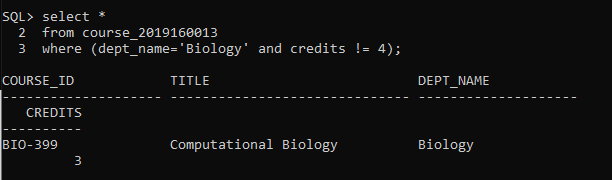 SQL> select *
  2  from course_2019160013
  3  where (dept_name='Biology' and credits != 4);
COURSE_ID            TITLE                          DEPT_NAME
-------------------- ------------------------------ --------------------
   CREDITS
----------
BIO-399              Computational Biology          Biology
         3